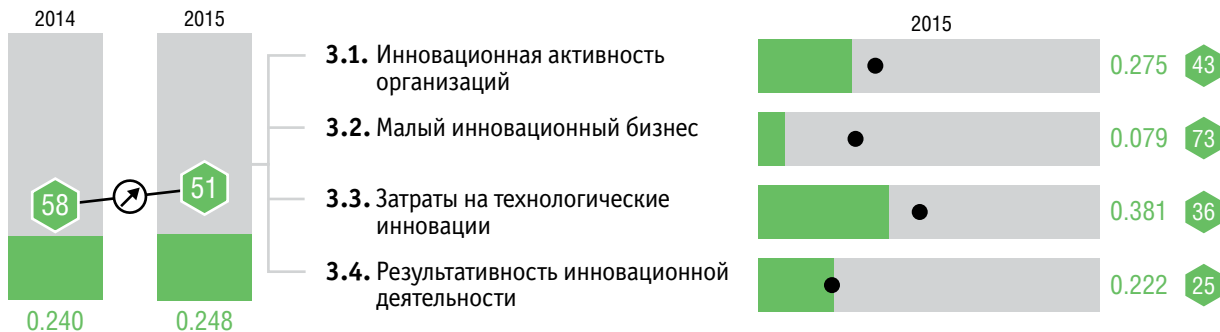 2014
2015
58
51
0.240
0.248
3.1. Инновационная активность
организаций
3.2. Малый инновационный бизнес
3.3. Затраты на технологические
инновации
3.4. Результативность инновационной
деятельности
2015
0.275 43
0.079 73
0.381 36
0.222 25